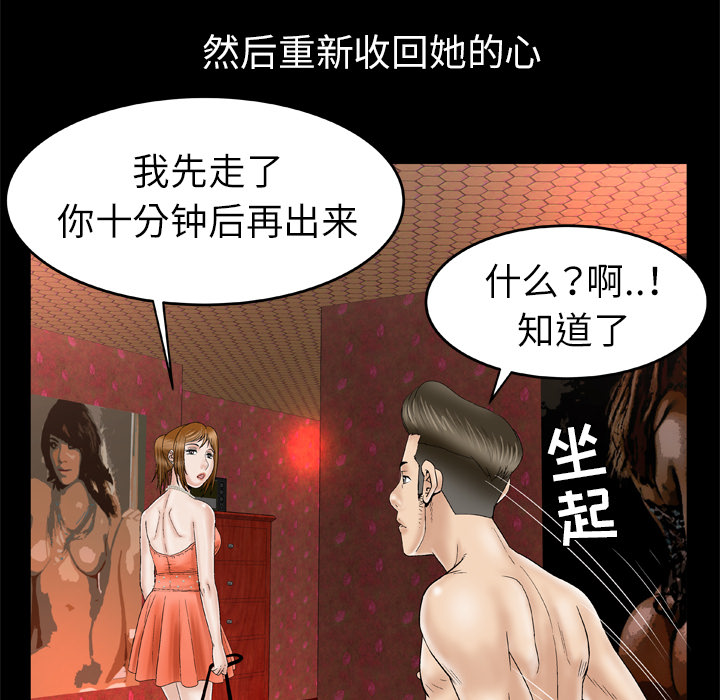 然后重新收回她的心
我先走了
你十分钟后再出来
什么？啊..！
知道了
坐起